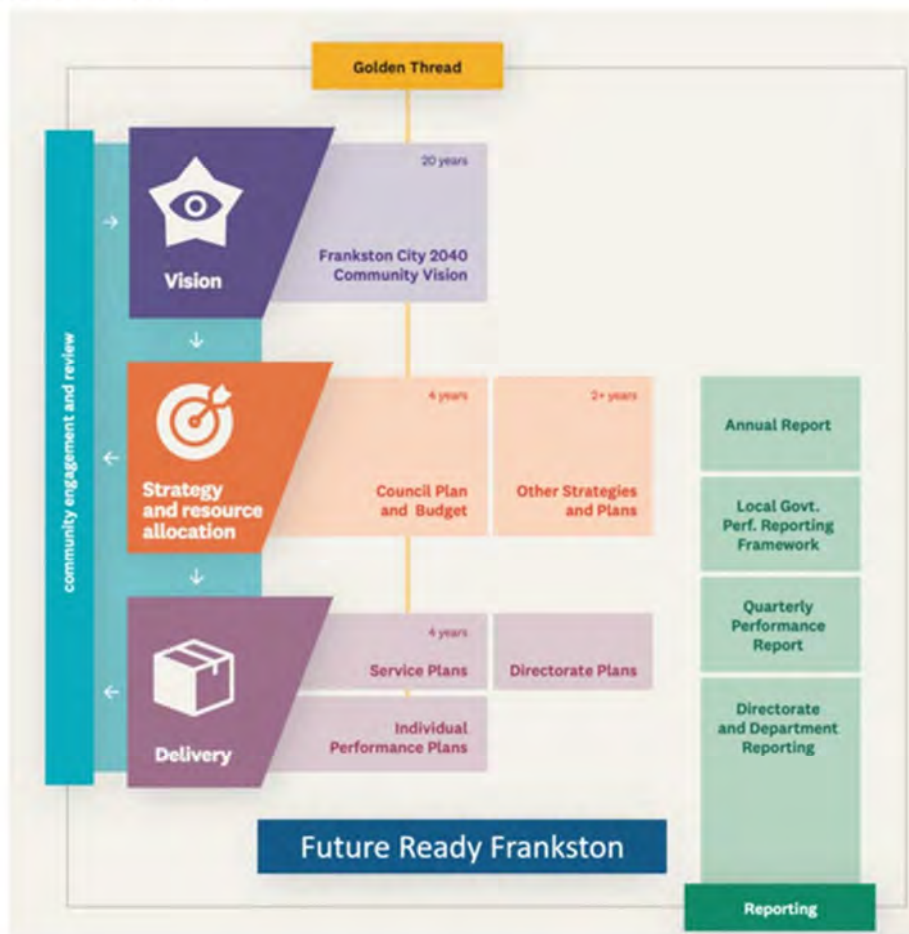 Golden Thread
community engagement and review
Vision
20 years
Frankston City 2040
Community Vision
Strategy
and resource
allocation
4 years
Council Plan
and Budget
2+ years
Other Strategies
and Plans
Delivery
4 years
Service Plans
Directorate Plans
Individual
Performance Plans
Annual Report
Local Govt.
Perf. Reporting
Framework
Quarterly
Performance
Report
Directorate
and Department
Reporting
Future Ready Frankston
Reporting